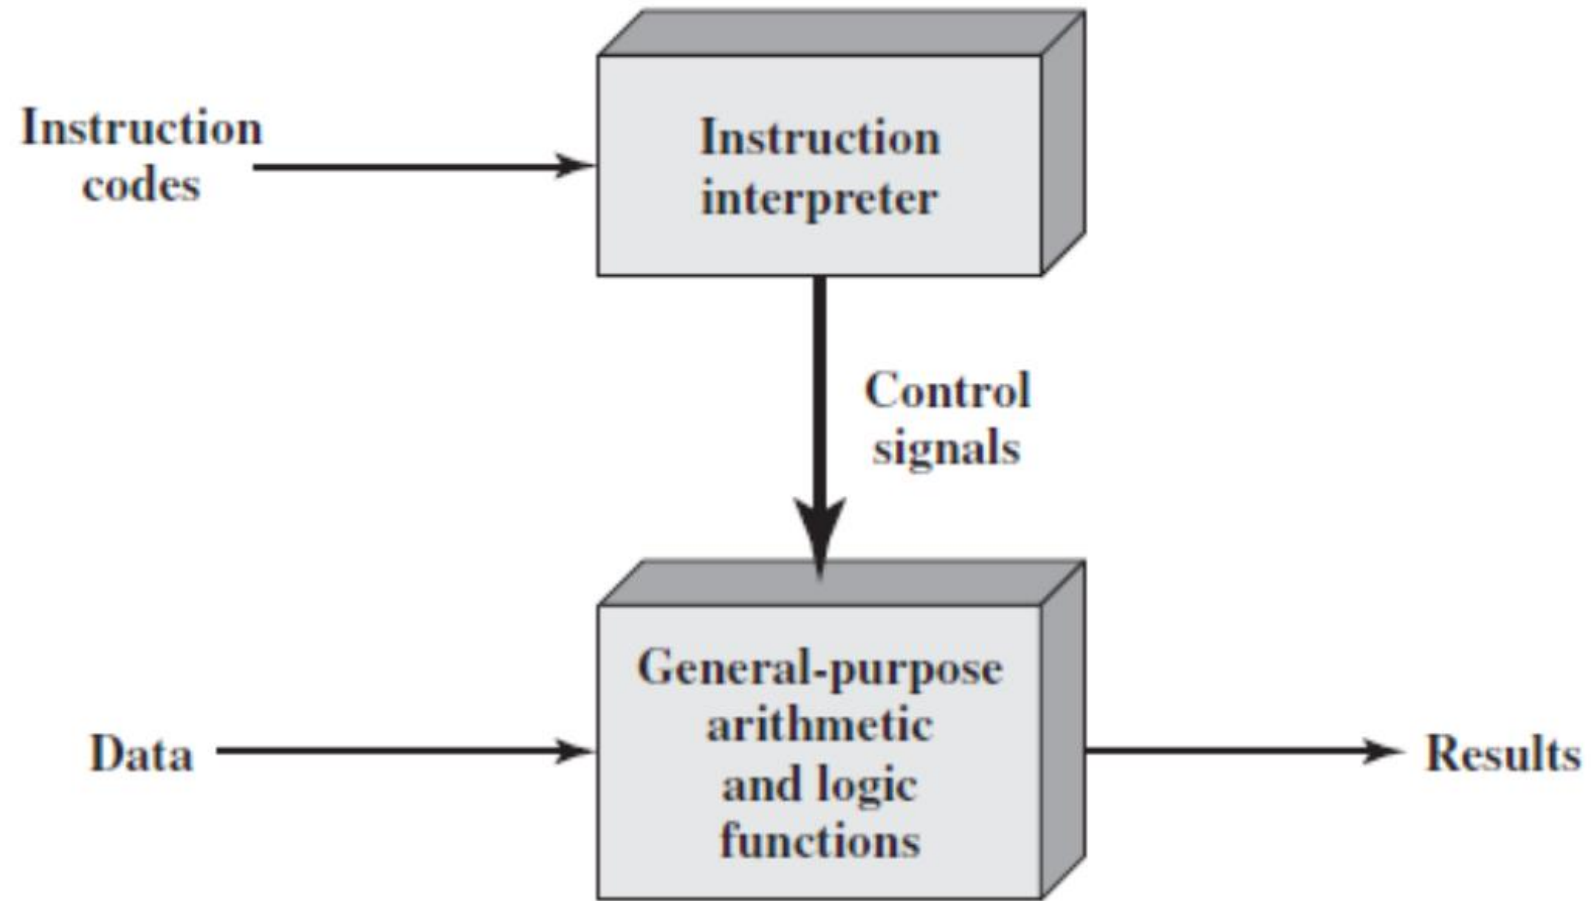 Instruction
codes
Instruction
interpreter
Control
signals
Data
General-purpose
arithmetic
and logic
functions
Results